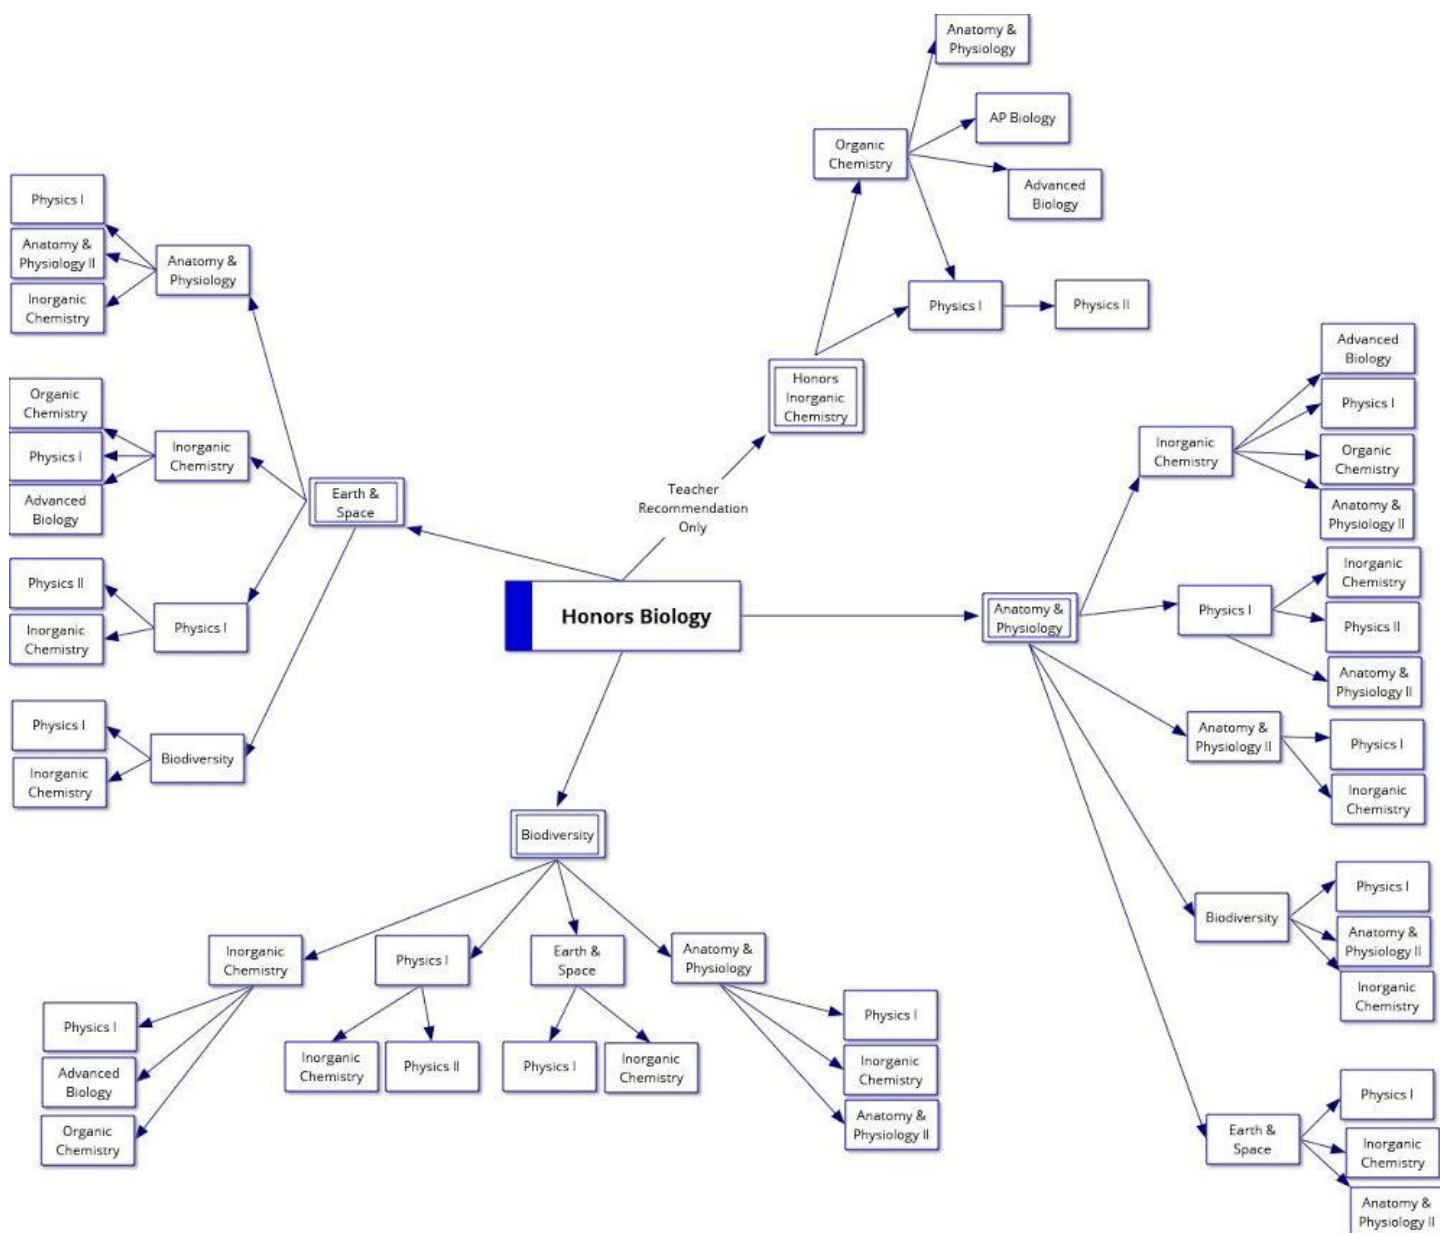 Anatomy &
Physiology
AP Biology
Organic
Chemistry
Advanced
Biology
Physics I
Physics II
Honors
Inorganic
Chemistry
Teacher
Recommendation
Only
Honors Biology
Physics I
Anatomy &
Physiology II
Inorganic
Chemistry
Anatomy &
Physiology
Organic
Chemistry
Physics I
Advanced
Biology
Inorganic
Chemistry
Earth &
Space
Physics II
Inorganic
Chemistry
Physics I
Physics I
Inorganic
Chemistry
Biodiversity
Biodiversity
Inorganic
Chemistry
Physics I
Earth &
Space
Anatomy &
Physiology
Physics I
Advanced
Biology
Organic
Chemistry
Inorganic
Chemistry
Physics II
Physics I
Inorganic
Chemistry
Physics I
Inorganic
Chemistry
Anatomy &
Physiology II
Anatomy &
Physiology
Inorganic
Chemistry
Advanced
Biology
Physics I
Organic
Chemistry
Anatomy &
Physiology II
Physics I
Inorganic
Chemistry
Physics II
Anatomy &
Physiology II
Anatomy &
Physiology II
Physics I
Inorganic
Chemistry
Biodiversity
Physics I
Anatomy &
Physiology II
Inorganic
Chemistry
Earth &
Space
Physics I
Inorganic
Chemistry
Anatomy &
Physiology II